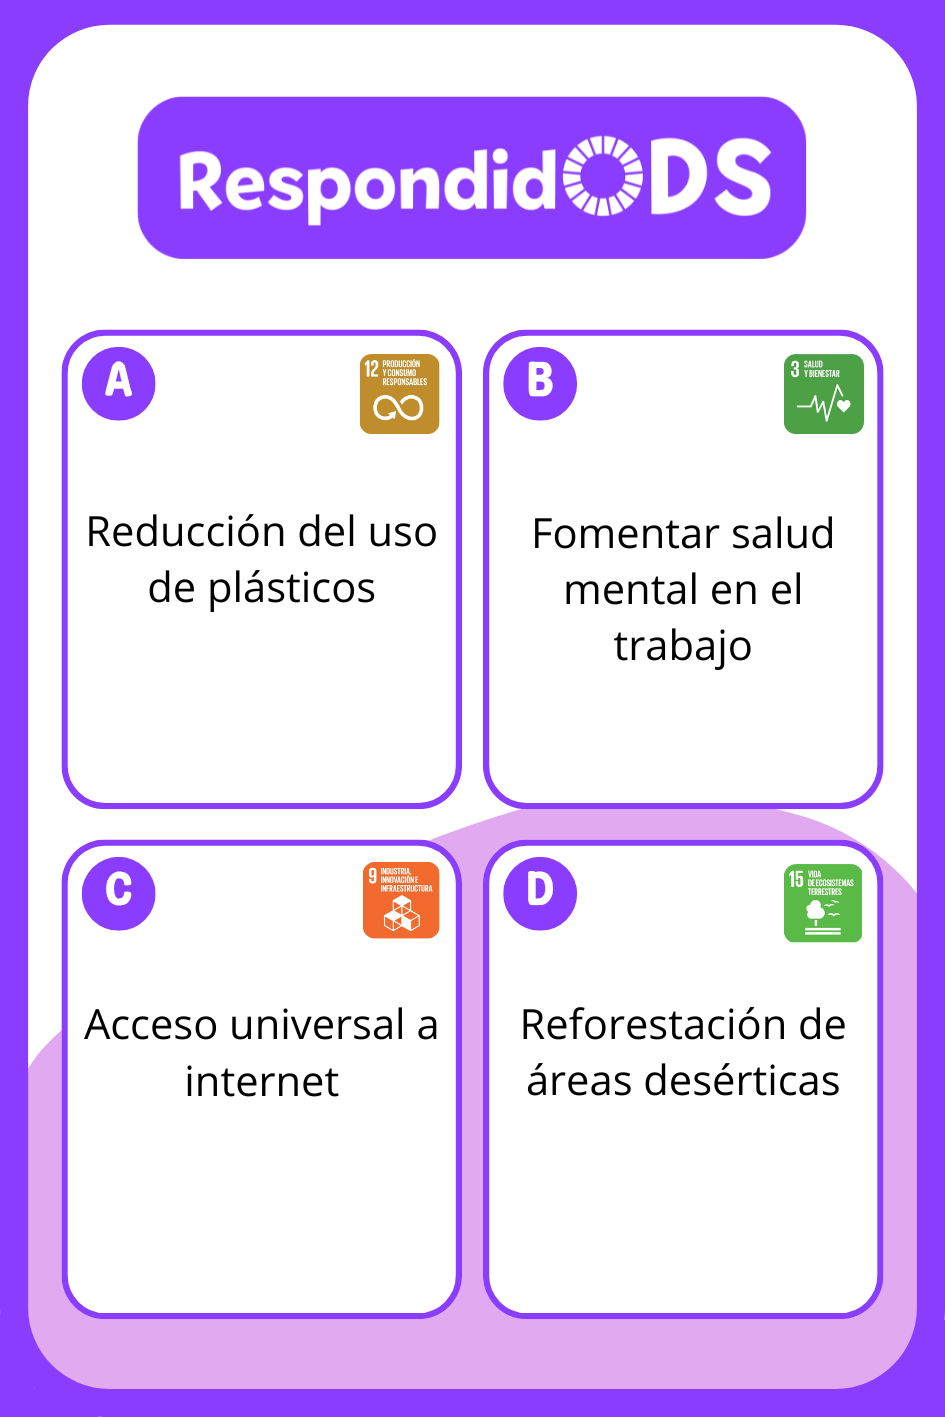 RespondidODS
A
12 PRODUCCIÓN
Y CONSUMO
RESPONSABLES
Reducción del uso
de plásticos
B
3 SALUD
Y BIENESTAR
Fomentar salud
mental en el
trabajo
C
9 INDUSTRIA,
INNOVACIÓN E
INFRAESTRUCTURA
Acceso universal a
internet
D
15 VIDA
DE ECOSISTEMAS
TERRESTRES
Reforestación de
áreas desérticas